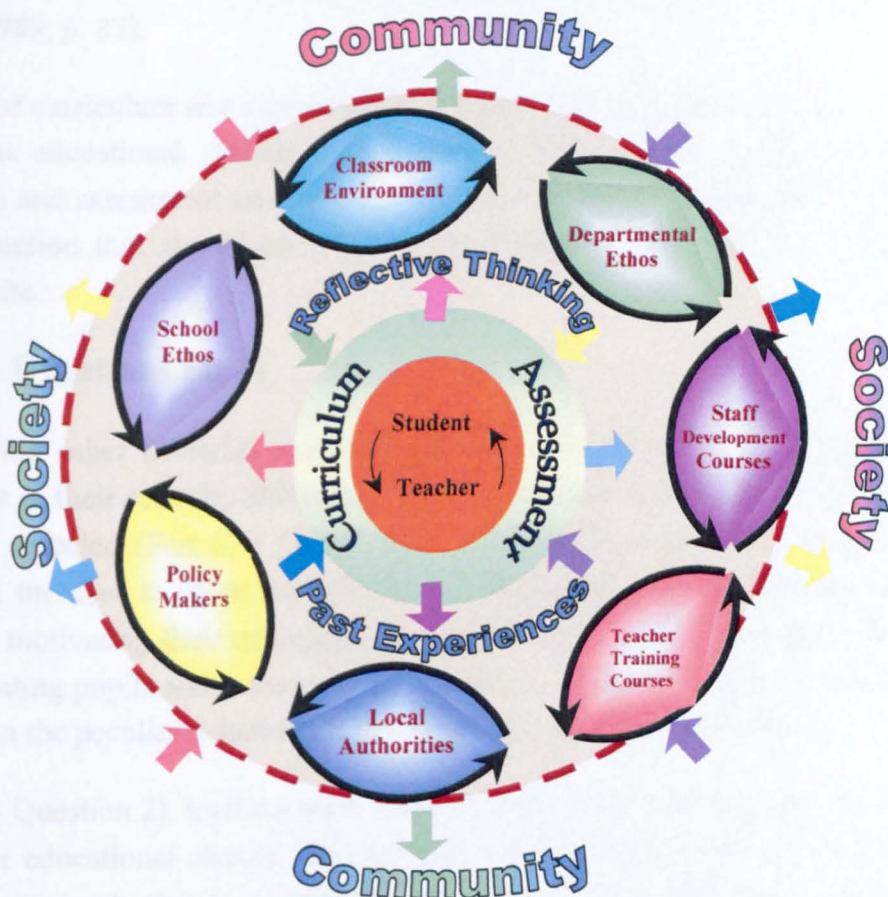 Community
Classroom
Environment
Departmental
Ethos
Reflective Thinking
School
Ethos
Society
Society
Curriculum
Assessment
Student
Teacher
Staff
Development
Courses
Policy
Makers
Past Experiences
Teacher
Training
Courses
Local
Authorities
Community